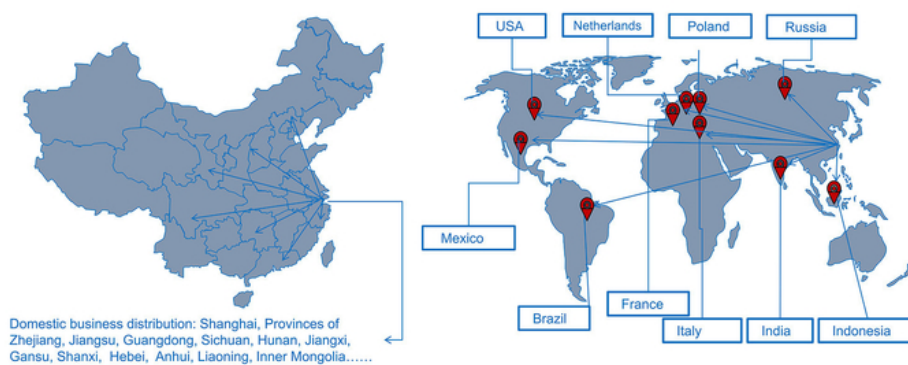 USA
Netherlands
Poland
Russia
Mexico
Brazil
France
Italy
India
Indonesia
Domestic business distribution: Shanghai, Provinces of
Zhejiang, Jiangsu, Guangdong, Sichuan, Hunan, Jiangxi,
Gansu, Shanxi, Hebei, Anhui, Liaoning, Inner Mongolia……